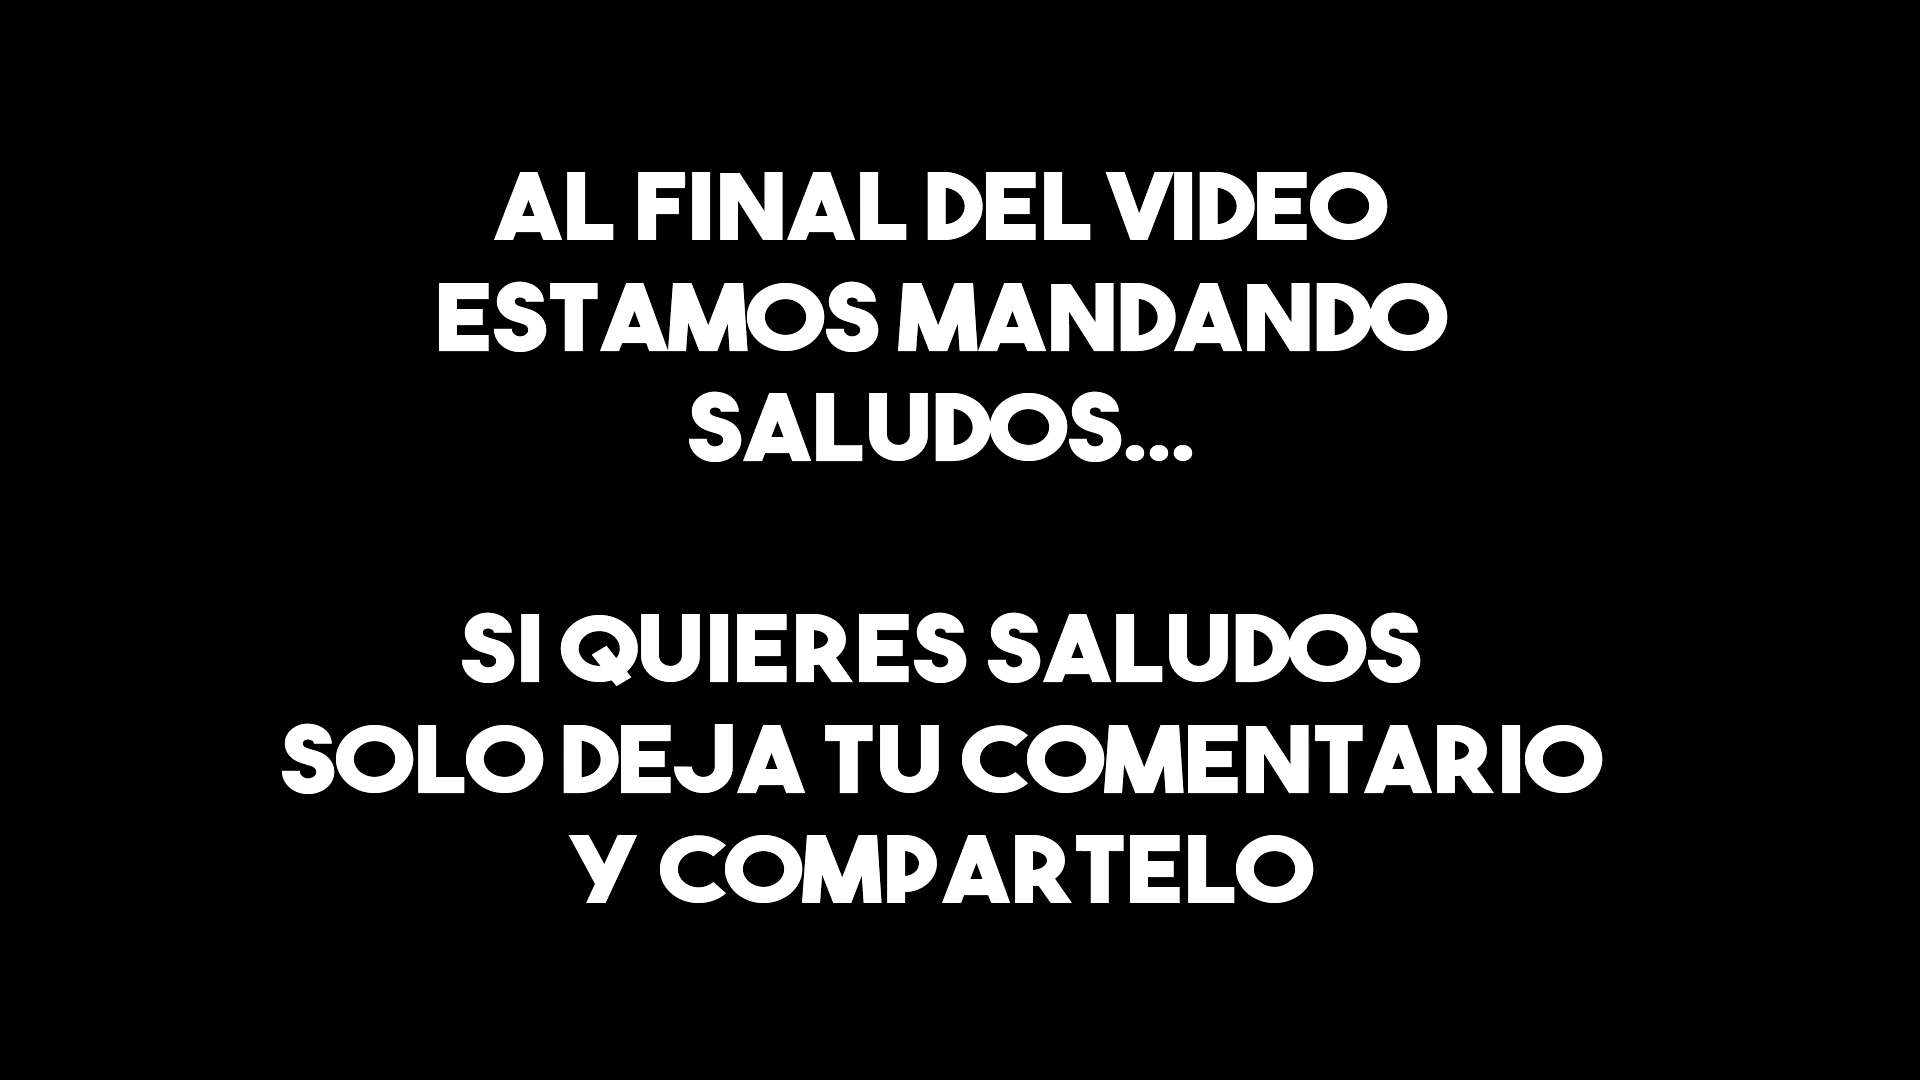 AL FINAL DEL VIDEO
ESTAMOS MANDANDO
SALUDOS...
SI QUIERES SALUDOS
SOLO DEJA TU COMENTARIO
Y COMPARTELO